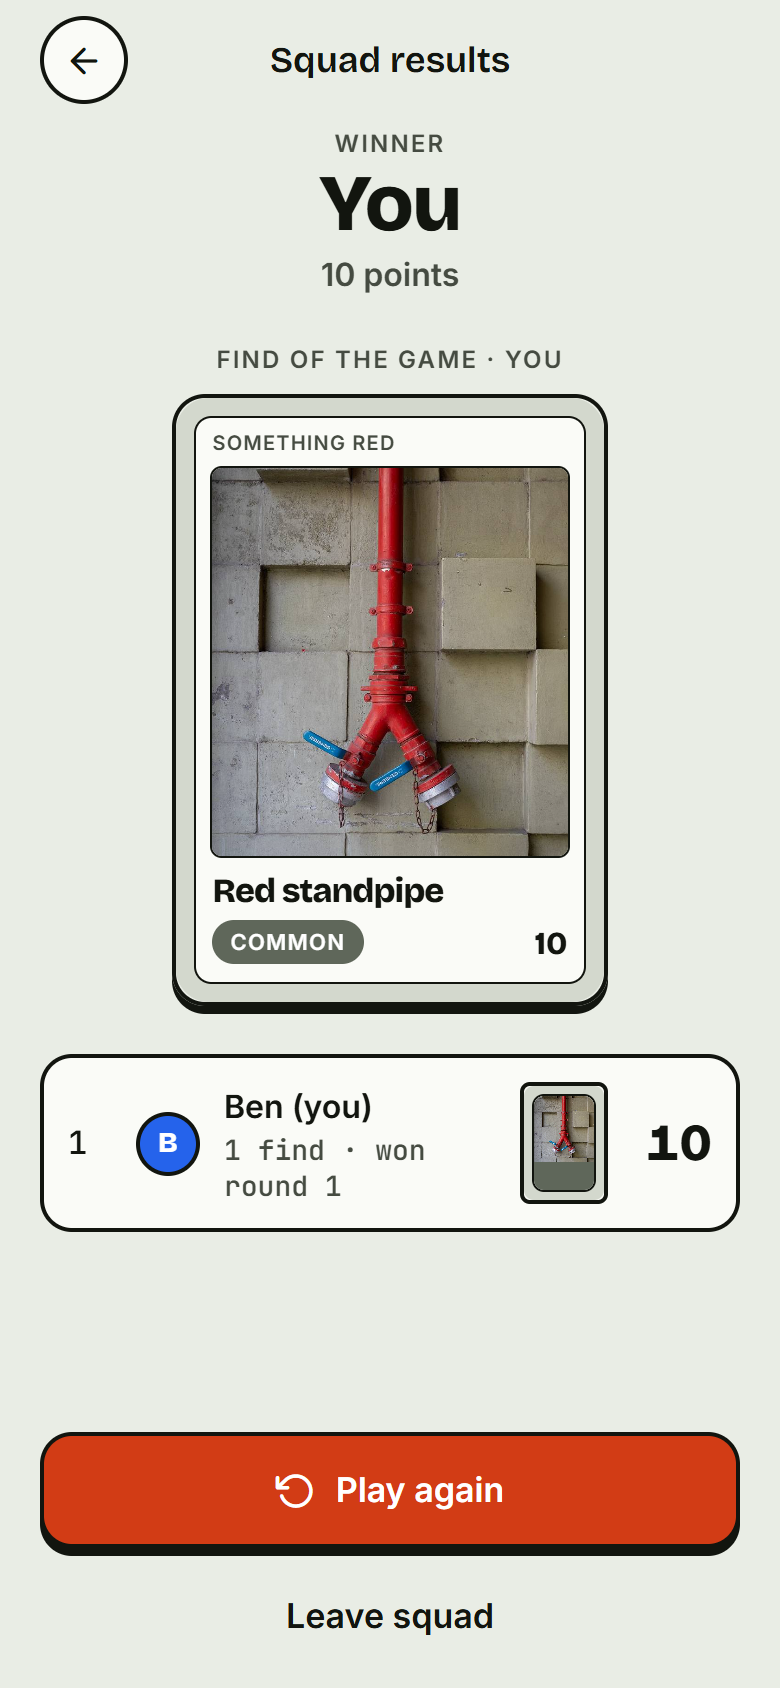 Squad results
WINNER
You
10 points
FIND OF THE GAME · YOU
SOMETHING RED
Red standpipe
COMMON
10
1
B
Ben (you)
1 find · won
round 1
10
Play again
Leave squad